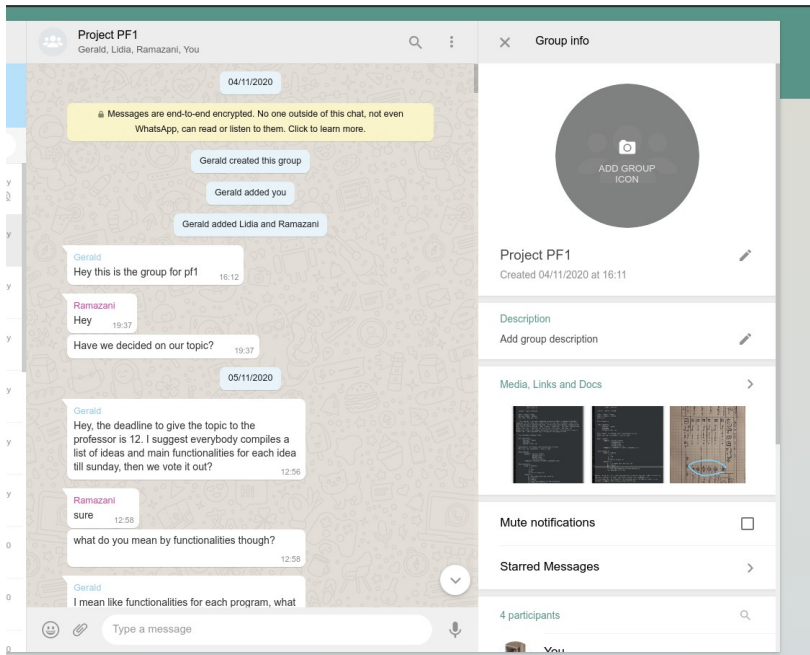 Project PF1
Gerald, Lidia, Ramazani, You
04/11/2020
Messages are end-to-end encrypted. No one outside of this chat, not even
WhatsApp, can read or listen to them. Click to learn more.
Gerald created this group
Gerald added you
Gerald added Lidia and Ramazani
Gerald
Hey this is the group for pf1
16:12
Ramazani
Hey
19:37
Have we decided on our topic?
19:37
05/11/2020
Gerald
Hey, the deadline to give the topic to the
professor is 12. I suggest everybody compiles a
list of ideas and main functionalities for each idea
till sunday, then we vote it out?
12:56
Ramazani
sure
12:58
what do you mean by functionalities though?
12:58
Gerald
I mean like functionalities for each program, what
Type a message
Group info
ADD GROUP
ICON
Project PF1
Created 04/11/2020 at 16:11
Description
Add group description
Media, Links and Docs
Mute notifications
Starred Messages
4 participants
You